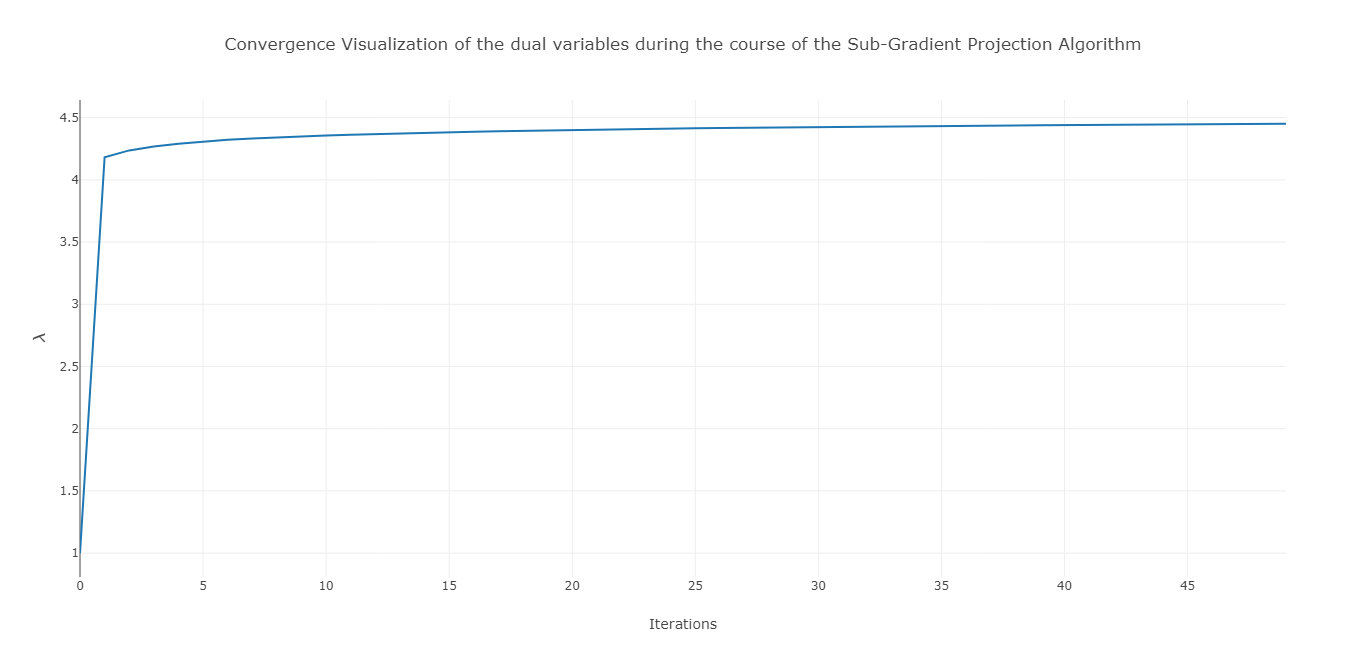 Convergence Visualization of the dual variables during the course of the Sub-Gradient Projection Algorithm
4.5
4
3.5
3
2.5
2
1.5
1
λ
0 5 10 15 20 25 30 35 40 45
Iterations